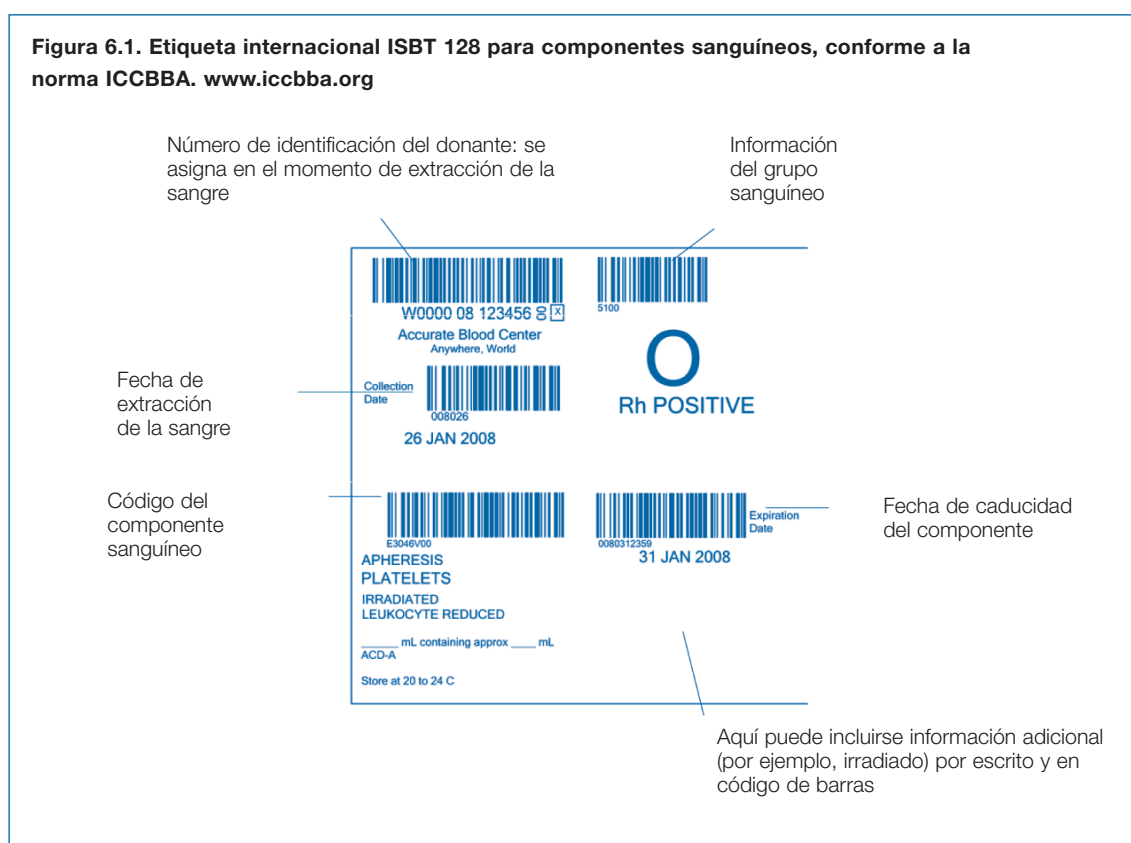 Figura 6.1. Etiqueta internacional ISBT 128 para componentes sanguíneos, conforme a la
norma ICCBBA. www.iccbba.org
Número de identificación del donante: se
asigna en el momento de extracción de la
sangre
Información
del grupo
sanguíneo
W0000 08 123456 00 X
Accurate Blood Center
Anywhere, World
5100
O
Rh POSITIVE
Fecha de
extracción
de la sangre
Collection
Date
008026
26 JAN 2008
Código del
componente
sanguíneo
E3046V00
APHERESIS
PLATELETS
IRRADIATED
LEUKOCYTE REDUCED
_____ mL containing approx ____ mL
ACD-A
Store at 20 to 24 C
Expiration
Date
0080312359
31 JAN 2008
Fecha de caducidad
del componente
Aquí puede incluirse información adicional
(por ejemplo, irradiado) por escrito y en
código de barras